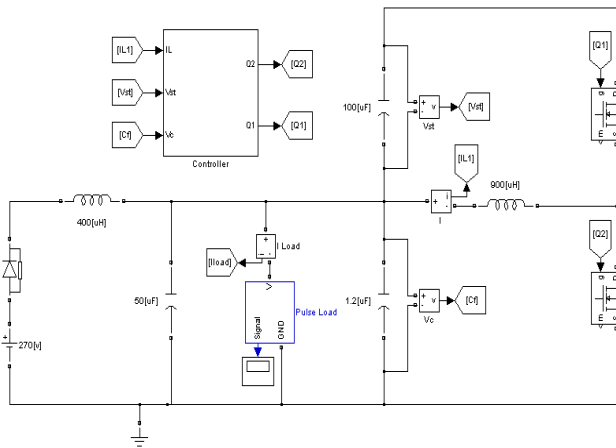 [IL1]
IL
Q2
[Q2]
[Vst]
Vst
[Cf]
Vc
Q1
[Q1]
Controller
100[uF]
+
-
v
Vst
[Vst]
[Q1]
g
D
E
S
[IL1]
400[uH]
+
-
i
I
900[uH]
[Iload]
+
-
i
I Load
[Q2]
g
D
E
S
50[uF]
V
Signal
GND
Pulse Load
1.2[uF]
+
-
v
Vc
[Cf]
+
270[v]